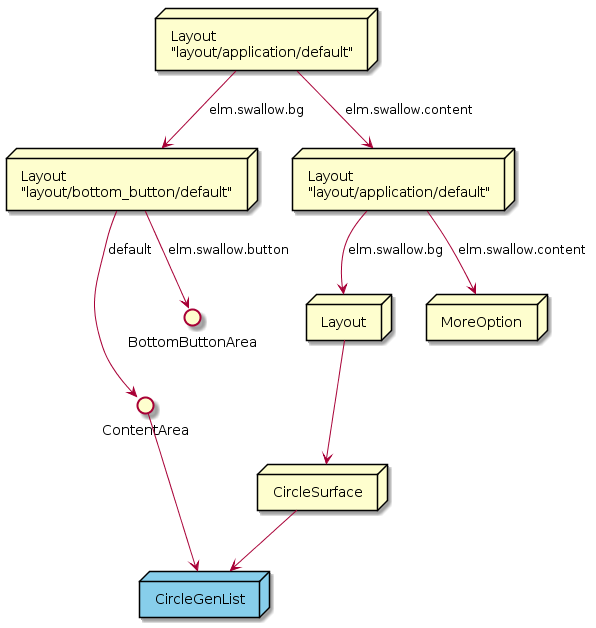 Layout
"layout/application/default"
elm.swallow.bg
elm.swallow.content
Layout
"layout/bottom_button/default"
Layout
"layout/application/default"
default
elm.swallow.button
elm.swallow.bg
elm.swallow.content
BottomButtonArea
Layout
MoreOption
ContentArea
CircleSurface
CircleGenList